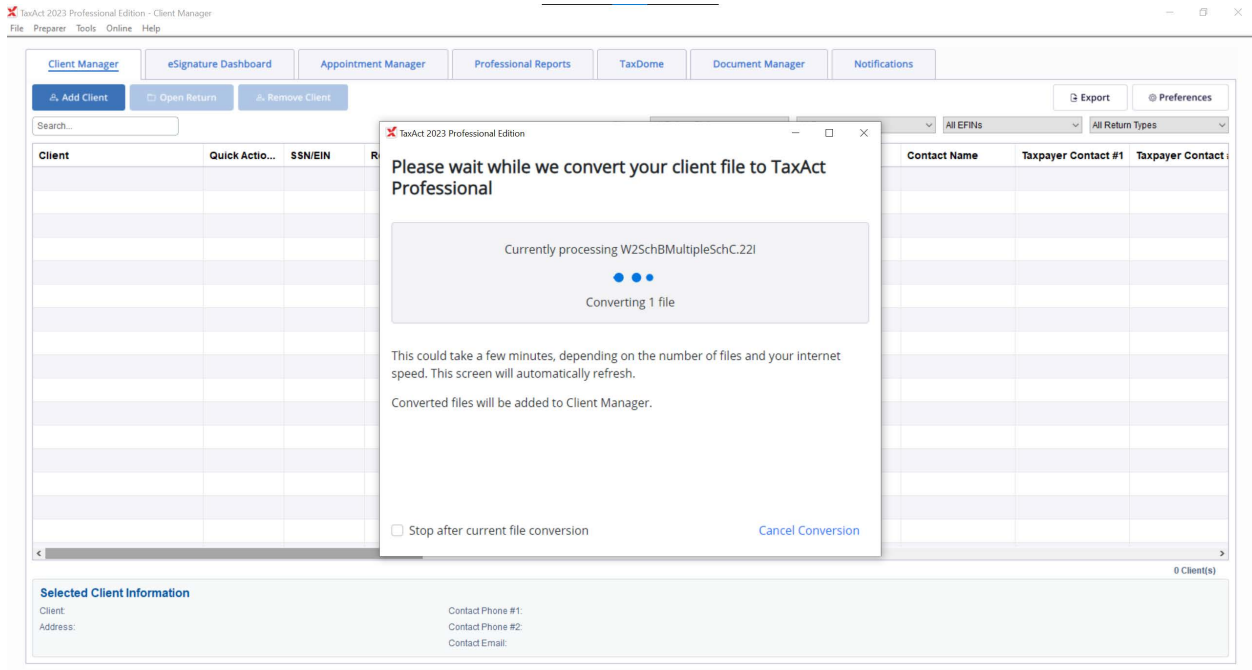 TaxAct 2023 Professional Edition - Client Manager
File Preparer Tools Online Help
Client Manager eSignature Dashboard Appointment Manager Professional Reports TaxDome Document Manager Notifications
Add Client Open Return Remove Client Export Preferences
Search... All EFINs All Return Types
Client Quick Actio... SSN/EIN Contact Name Taxpayer Contact #1 Taxpayer Contact
TaxAct 2023 Professional Edition
Please wait while we convert your client file to TaxAct
Professional
Currently processing W2SchBMultipleSchC.22I
Converting 1 file
This could take a few minutes, depending on the number of files and your internet
speed. This screen will automatically refresh.
Converted files will be added to Client Manager.
Stop after current file conversion Cancel Conversion
0 Client(s)
Selected Client Information
Client: Contact Phone #1:
Address: Contact Phone #2:
Contact Email: